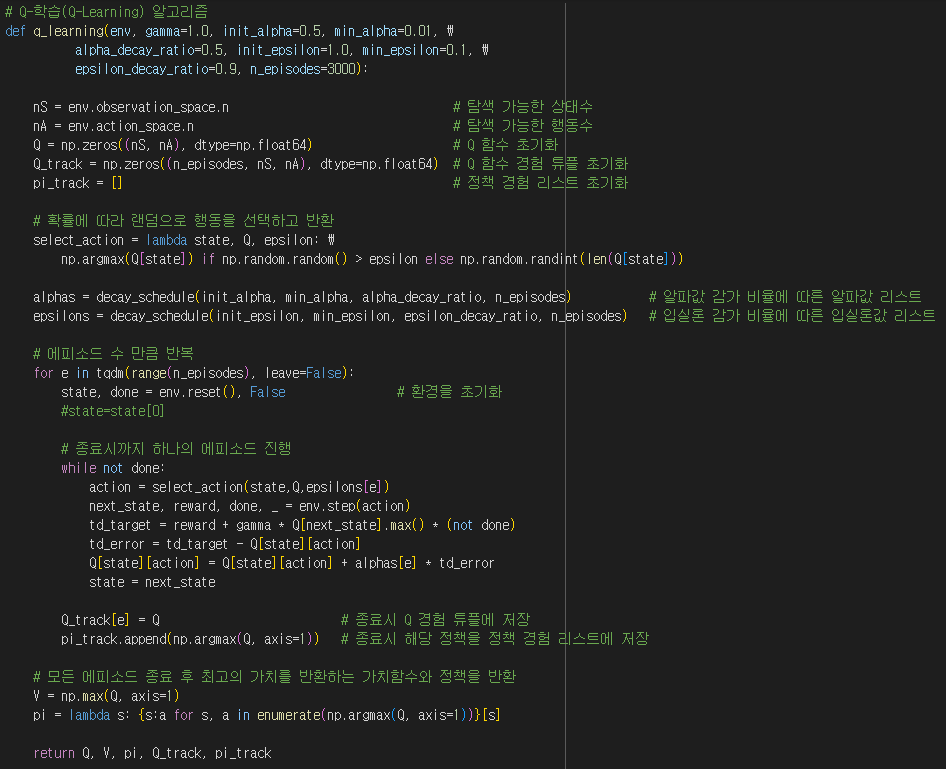 # Q-학습(Q-Learning) 알고리즘
def q_learning(env, gamma=1.0, init_alpha=0.5, min_alpha=0.01, ₩
alpha_decay_ratio=0.5, init_epsilon=1.0, min_epsilon=0.1, ₩
epsilon_decay_ratio=0.9, n_episodes=3000):
nS = env.observation_space.n # 탐색 가능한 상태수
nA = env.action_space.n # 탐색 가능한 행동수
Q = np.zeros((nS, nA), dtype=np.float64) # Q 함수 초기화
Q_track = np.zeros((n_episodes, nS, nA), dtype=np.float64) # Q 함수 경험 튜플 초기화
pi_track = [] # 정책 경험 리스트 초기화
# 확률에 따라 랜덤으로 행동을 선택하고 반환
select_action = lambda state, Q, epsilon: ₩
np.argmax(Q[state]) if np.random.random() > epsilon else np.random.randint(len(Q[state]))
alphas = decay_schedule(init_alpha, min_alpha, alpha_decay_ratio, n_episodes) # 알파값 감가 비율에 따른 알파값 리스트
epsilons = decay_schedule(init_epsilon, min_epsilon, epsilon_decay_ratio, n_episodes) # 입실론 감가 비율에 따른 입실론값 리스트
# 에피소드 수 만큼 반복
for e in tqdm(range(n_episodes), leave=False):
state, done = env.reset(), False # 환경을 초기화
#state=state[0]
# 종료시까지 하나의 에피소드 진행
while not done:
action = select_action(state,Q,epsilons[e])
next_state, reward, done, _ = env.step(action)
td_target = reward + gamma * Q[next_state].max() * (not done)
td_error = td_target - Q[state][action]
Q[state][action] = Q[state][action] + alphas[e] * td_error
state = next_state
Q_track[e] = Q # 종료시 Q 경험 튜플에 저장
pi_track.append(np.argmax(Q, axis=1)) # 종료시 해당 정책을 정책 경험 리스트에 저장
# 모든 에피소드 종료 후 최고의 가치를 반환하는 가치함수와 정책을 반환
V = np.max(Q, axis=1)
pi = lambda s: {s:a for s, a in enumerate(np.argmax(Q, axis=1))}[s]
return Q, V, pi, Q_track, pi_track